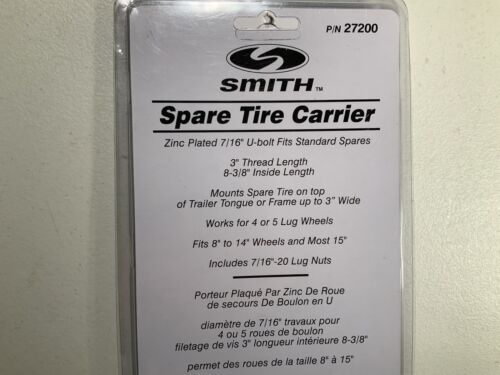 P/N 27200
SMITH™
Spare Tire Carrier
Zinc Plated 7/16" U-bolt Fits Standard Spares
3" Thread Length
8-3/8" Inside Length
Mounts Spare Tire on top
of Trailer Tongue or Frame up to 3" Wide
Works for 4 or 5 Lug Wheels
Fits 8" to 14" Wheels and Most 15"
Includes 7/16"-20 Lug Nuts
Porteur Plaqué Par Zinc De Roue
de secours De Boulon en U
diamètre de 7/16" travaux pour
4 ou 5 roues de boulon
filetage de vis 3" longueur intérieure 8-3/8"
permet des roues de la taille 8" à 15"